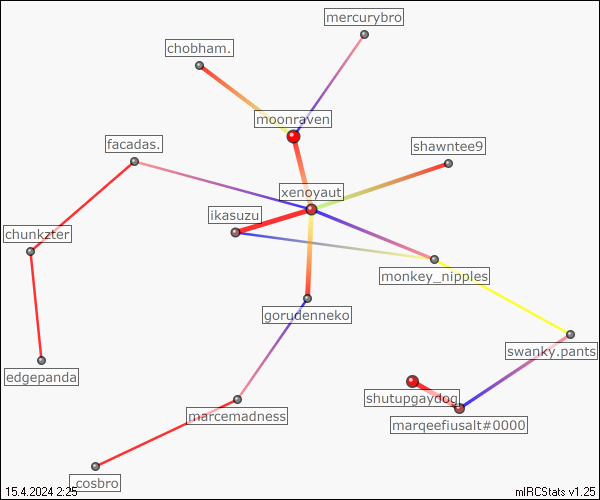 mercurybro
chobham.
moonraven
facadas.
shawntee9
xenoyaut
ikasuzu
chunkzter
monkey_nipples
gorudenneko
swanky.pants
edgepanda
shutupgaydog
marcemadness
marqeefiusalt#0000
.cosbro
15.4.2024 2:25
mIRCStats v1.25